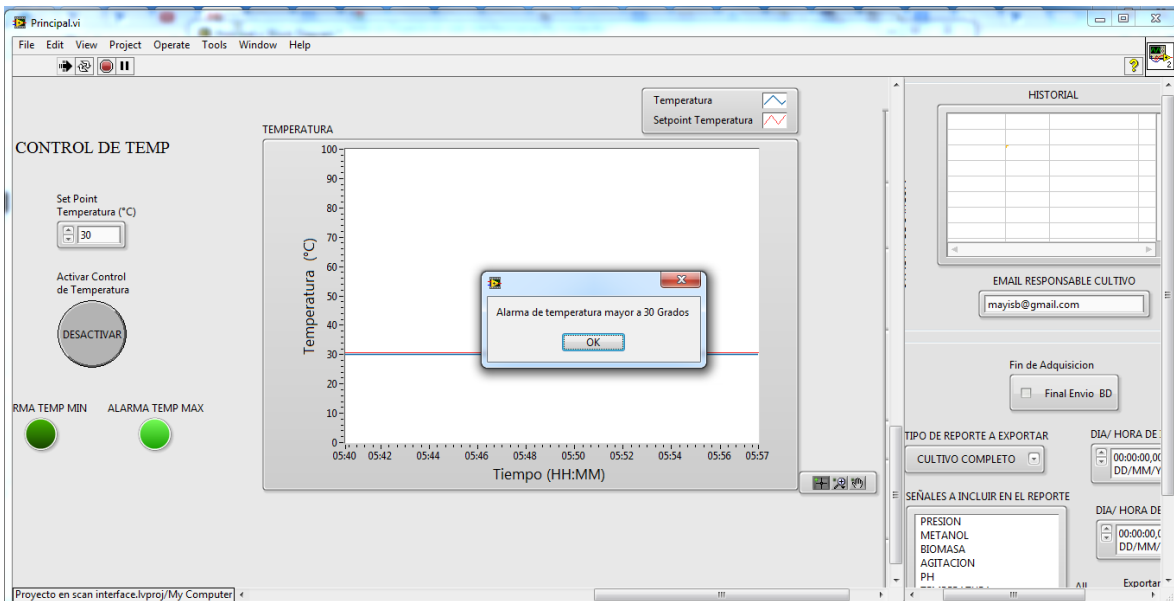 Principal.vi
File Edit View Project Operate Tools Window Help
2
CONTROL DE TEMP
Set Point
Temperatura (°C)
30
Activar Control
de Temperatura
DESACTIVAR
RMA TEMP MIN
ALARMA TEMP MAX
Temperatura
Setpoint Temperatura
TEMPERATURA
Temperatura (°C)
100
90
80
70
60
50
40
30
20
10
0
05:40 05:42 05:44 05:46 05:48 05:50 05:52 05:54 05:56 05:57
Tiempo (HH:MM)
Alarma de temperatura mayor a 30 Grados
OK
HISTORIAL
EMAIL RESPONSABLE CULTIVO
mayisb@gmail.com
Fin de Adquisicion
Final Envio BD
TIPO DE REPORTE A EXPORTAR
CULTIVO COMPLETO
DIA/ HORA DE
00:00:00,0
DD/MM/Y
SEÑALES A INCLUIR EN EL REPORTE
PRESION
METANOL
BIOMASA
AGITACION
PH
DIA/ HORA DE
00:00:00,0
DD/MM/
Exportar
Proyecto en scan interface.lvproj/My Computer